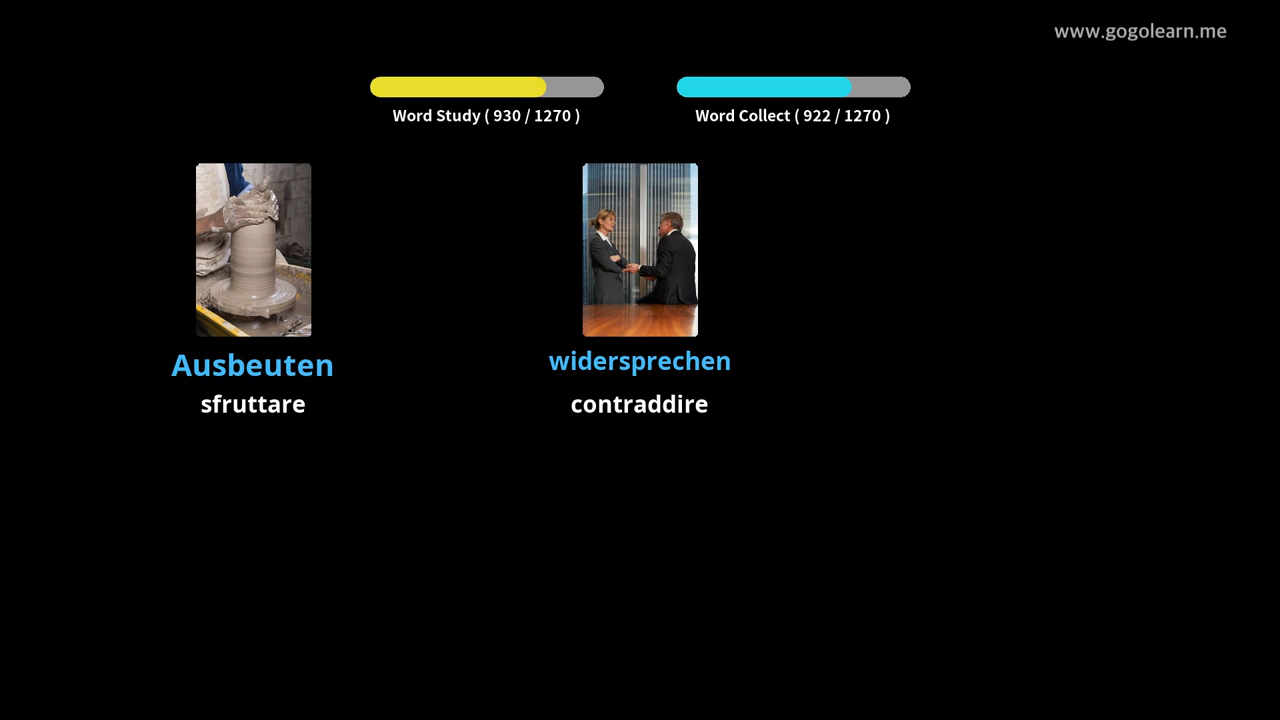 www.gogolearn.me
Word Study ( 930 / 1270 )
Word Collect ( 922 / 1270 )
Ausbeuten
sfruttare
widersprechen
contraddire